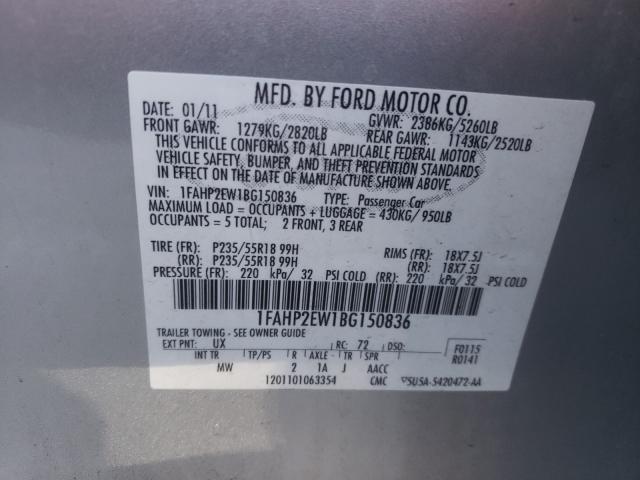 MFD. BY FORD MOTOR CO.
DATE: 01/11 GVWR: 2386KG/5260LB
FRONT GAWR: 1279KG/2820LB REAR GAWR: 1143KG/2520LB
THIS VEHICLE CONFORMS TO ALL APPLICABLE FEDERAL MOTOR
VEHICLE SAFETY, BUMPER, AND THEFT PREVENTION STANDARDS
IN EFFECT ON THE DATE OF MANUFACTURE SHOWN ABOVE.
VIN: 1FAHP2EW1BG150836 TYPE: Passenger Car
MAXIMUM LOAD = OCCUPANTS + LUGGAGE = 430KG/ 950LB
OCCUPANTS = 5 TOTAL; 2 FRONT, 3 REAR
TIRE (FR): P235/55R18 99H RIMS (FR): 18X7.5J
(RR): P235/55R18 99H (RR): 18X7.5J
PRESSURE (FR): 220 kPa/ 32 PSI COLD (RR): 220 kPa/ 32 PSI COLD
1FAHP2EW1BG150836
TRAILER TOWING - SEE OWNER GUIDE
EXT PNT: UX RC: 72 DSO: F0115
INT TR TP/PS R AXLE TR SPR R0141
MW 2 1A J AACC
1201101063354 CMC 5U5A-5420472-AA